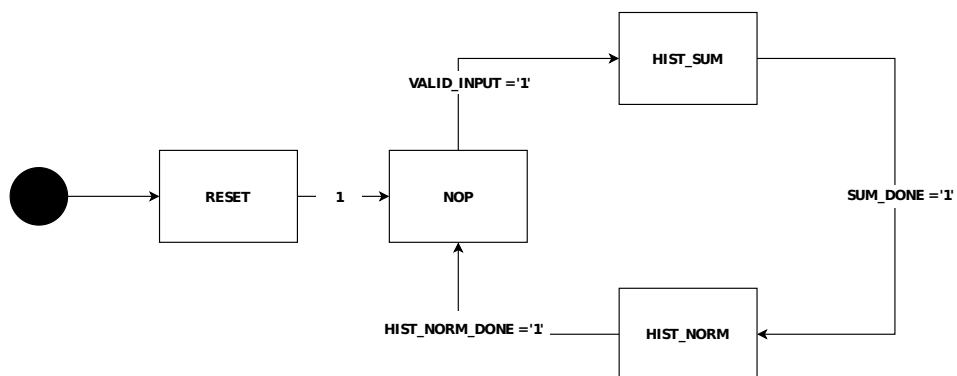 HIST_SUM
VALID_INPUT ='1'
RESET
1
NOP
SUM_DONE ='1'
HIST_NORM_DONE ='1'
HIST_NORM